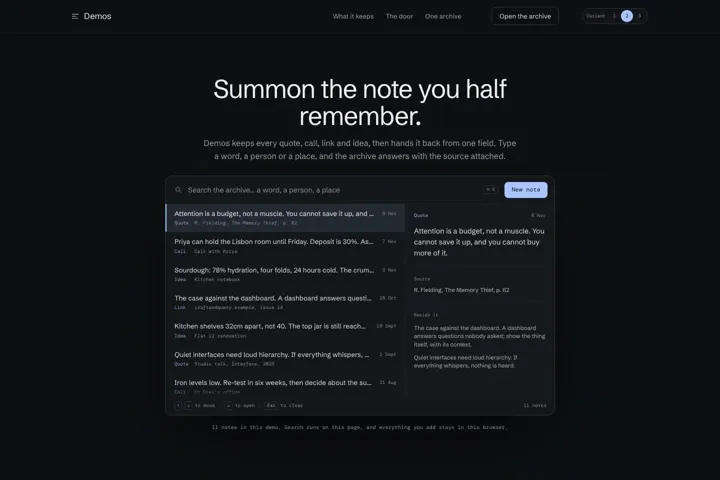 Demos
What it keeps
The door
One archive
Open the archive
Variant 1 2 3
Summon the note you half
remember.
Demos keeps every quote, call, link and idea, then hands it back from one field. Type
a word, a person or a place, and the archive answers with the source attached.
Search the archive… a word, a person, a place
⌘ K
New note
Attention is a budget, not a muscle. You cannot save it up, and …
8 Nov
Quote R. Fielding, The Memory Thief, p. 112
Priya can hold the Lisbon room until Friday. Deposit is 30%. As…
7 Nov
Call Call with Priya
Sourdough: 78% hydration, four folds, 24 hours cold. The crum…
Nov
Idea Kitchen notebook
The case against the dashboard. A dashboard answers questi…
Oct
Link
Kitchen shelves 32cm apart, not 40. The top jar is still reach…
Sept
Idea Flat 12 renovation
Quiet interfaces need loud hierarchy. If everything whispers, …
Sept
Quote Studio talk, Interface, 2025
Iron levels low. Re-test in six weeks, then decide about the su…
21 Aug
Call
↑ ↓ to move
to open
Esc to clear
11 notes
Quote
8 Nov
Attention is a budget, not a muscle. You
cannot save it up, and you cannot buy
more of it.
Source
R. Fielding, The Memory Thief, p. 112
Beside it
The case against the dashboard. A dashboard
answers questions nobody asked; show the thing
itself, with its context.
Quiet interfaces need loud hierarchy. If
everything whispers, nothing is heard.
11 notes in this demo. Search runs on this page, and everything you add stays in this browser.